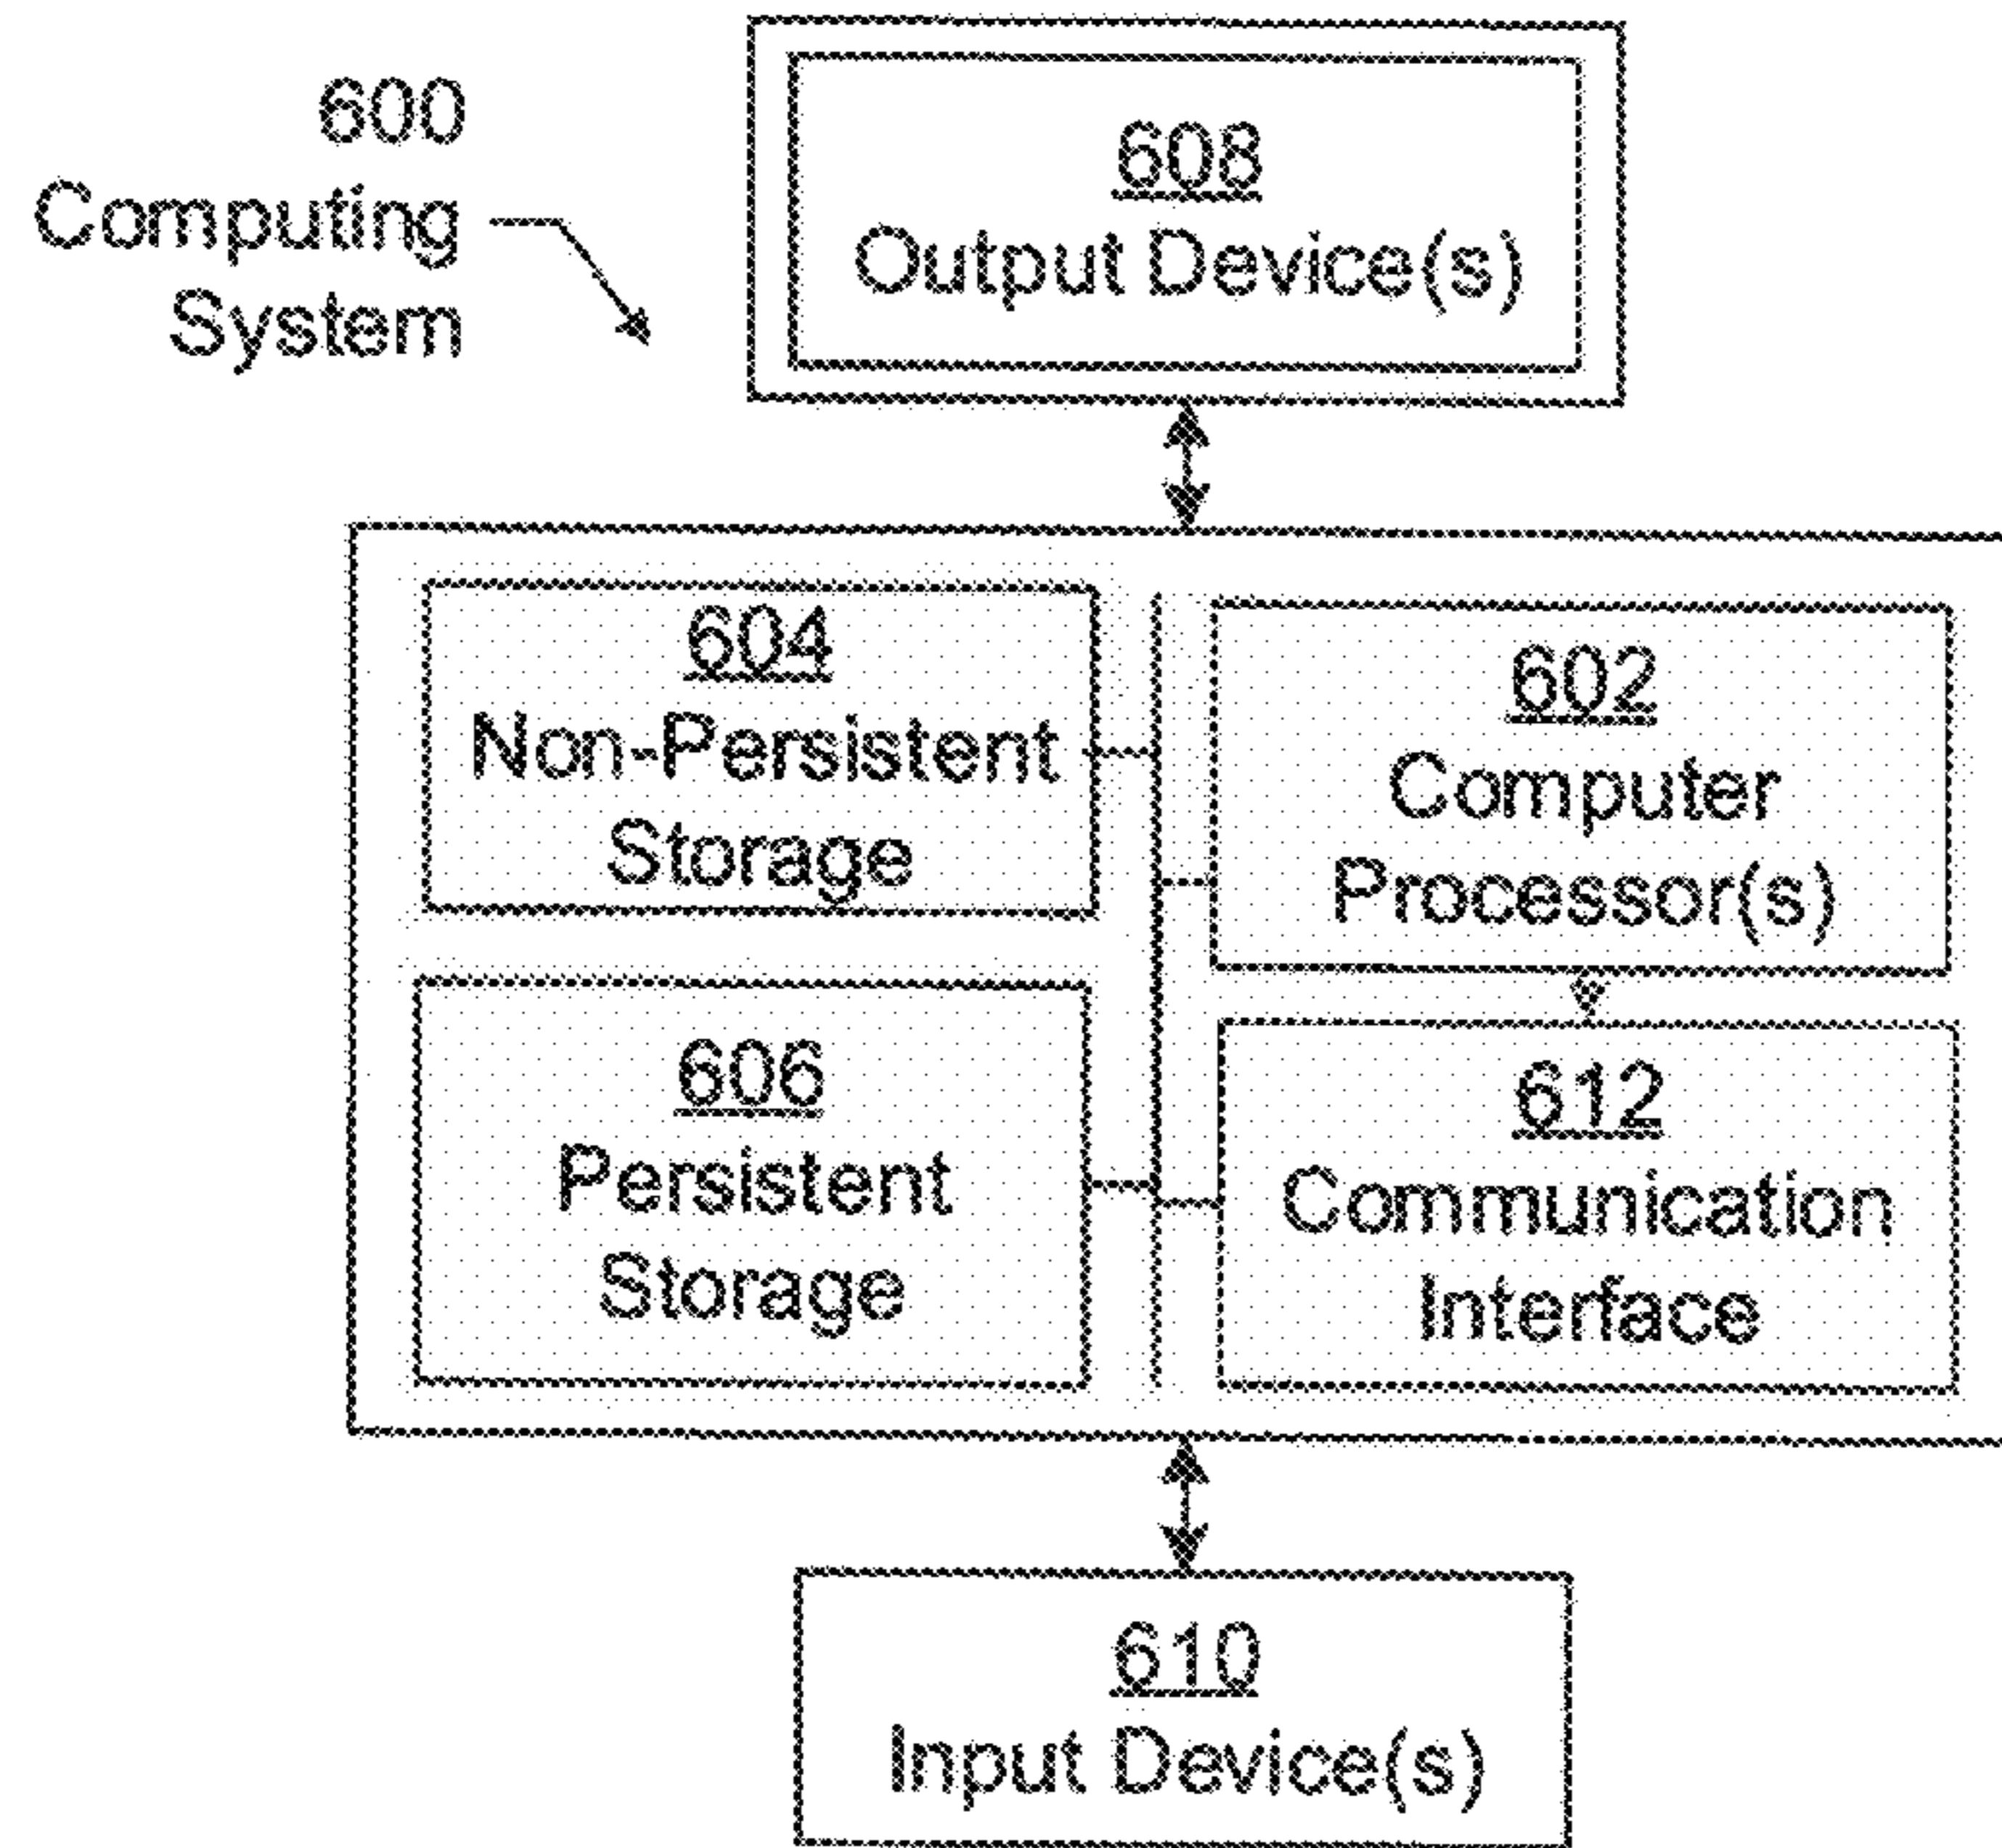 600
Computing
System
608
Output Device(s)
604
Non-Persistent
Storage
602
Computer
Processor(s)
606
Persistent
Storage
612
Communication
Interface
610
Input Device(s)